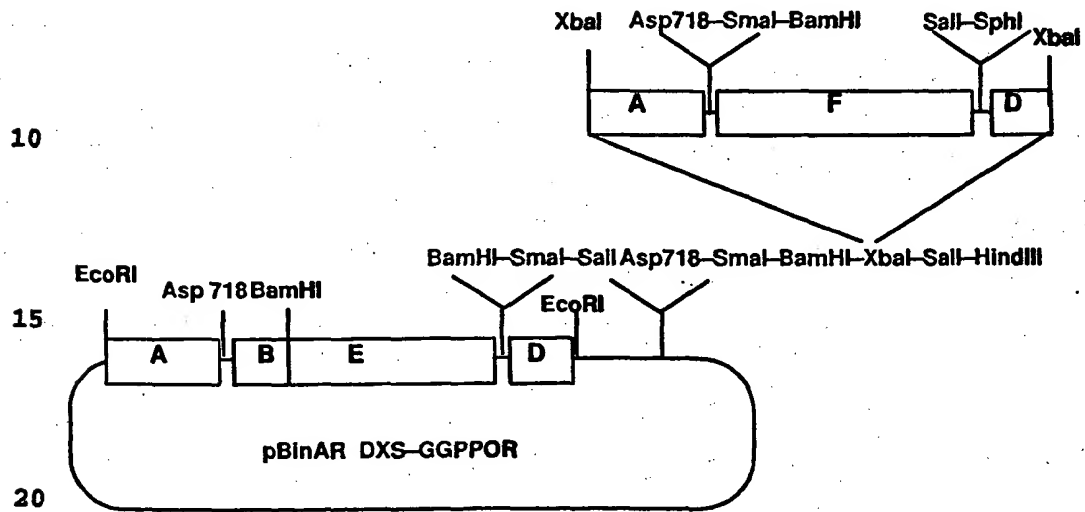 XbaI Asp718–SmaI–BamHI SalI–SphI XbaI
A F D
10
BamHI–SmaI–SalI Asp718–SmaI–BamHI–XbaI–SalI–HindIII
EcoRI Asp 718 BamHI EcoRI
15
A B E D
pBinAR DXS–GGPPOR
20